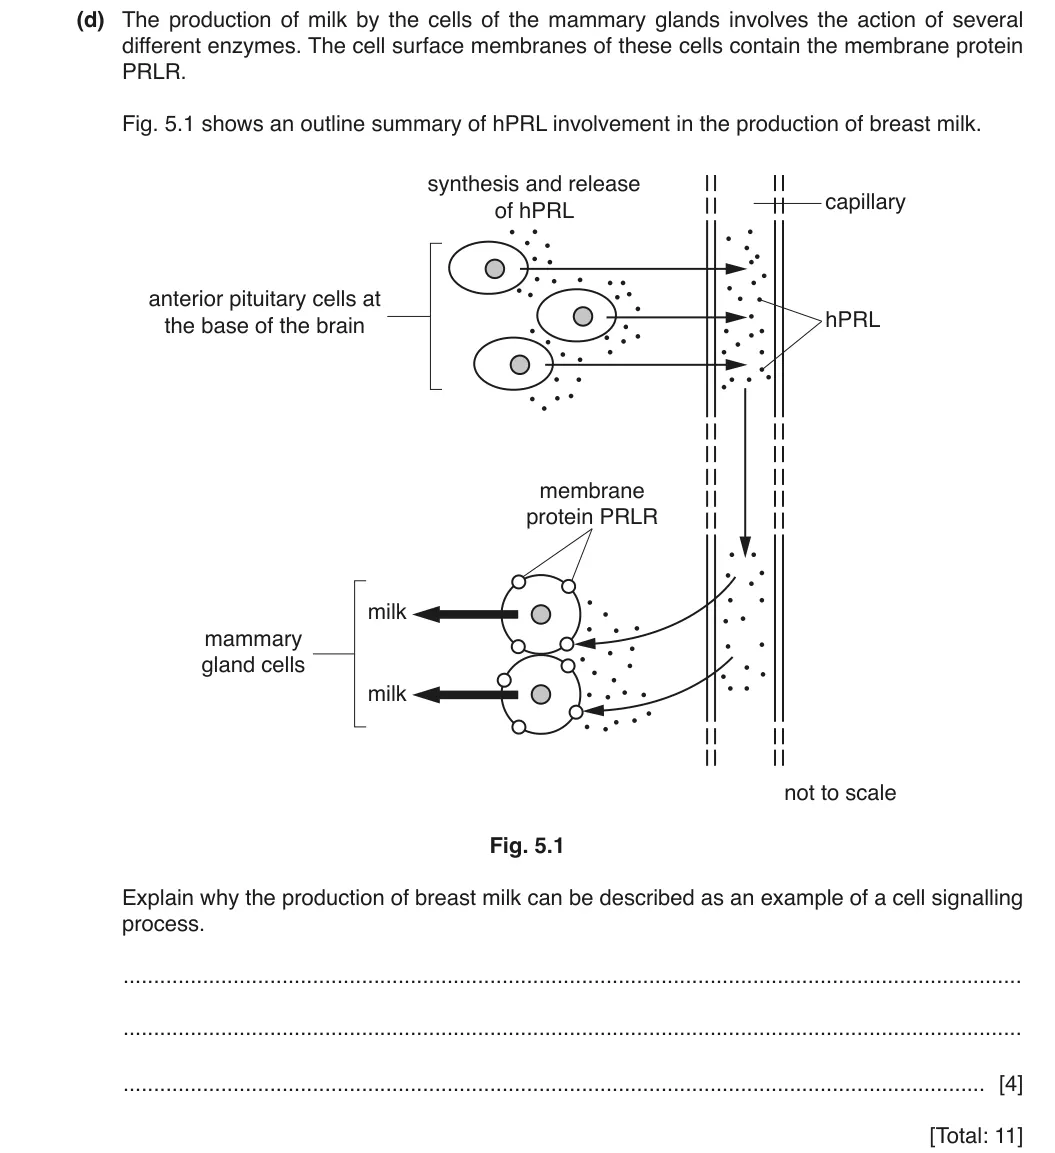 (d) The production of milk by the cells of the mammary glands involves the action of several
different enzymes. The cell surface membranes of these cells contain the membrane protein
PRLR.
Fig. 5.1 shows an outline summary of hPRL involvement in the production of breast milk.
synthesis and release
of hPRL
capillary
anterior pituitary cells at
the base of the brain
hPRL
membrane
protein PRLR
milk
mammary
gland cells
milk
not to scale
Fig. 5.1
Explain why the production of breast milk can be described as an example of a cell signalling
process.
[4]
[Total: 11]